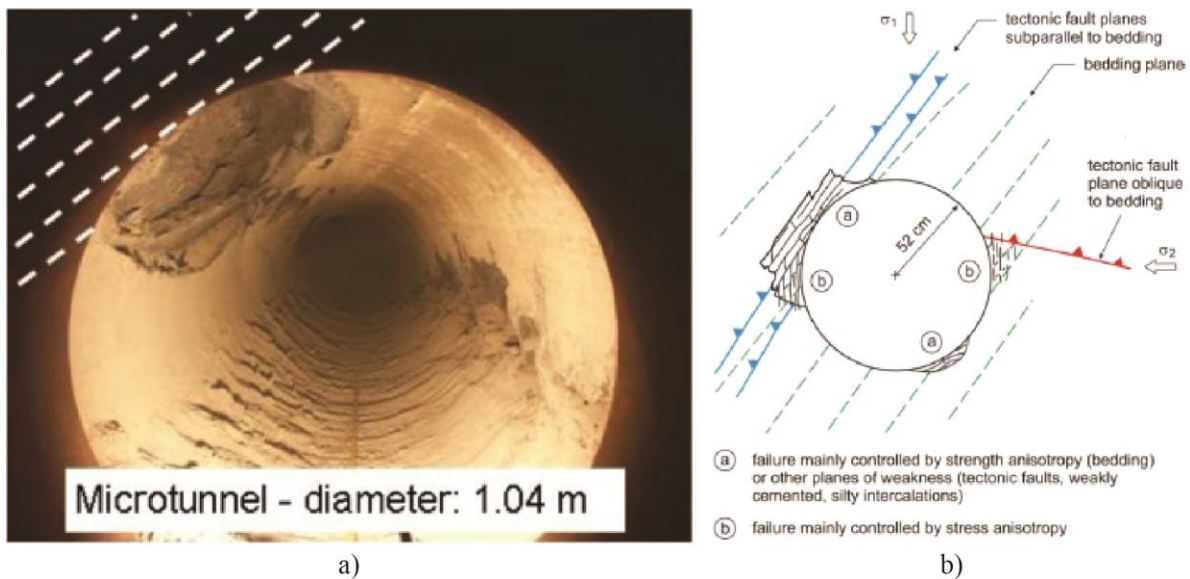 Microtunnel - diameter: 1.04 m
a)
σ1
tectonic fault planes
subparallel to bedding
bedding plane
tectonic fault
plane oblique
to bedding
σ2
a
52 cm
b
b
a
a failure mainly controlled by strength anisotropy (bedding)
or other planes of weakness (tectonic faults, weakly
cemented, silty intercalations)
b failure mainly controlled by stress anisotropy
b)